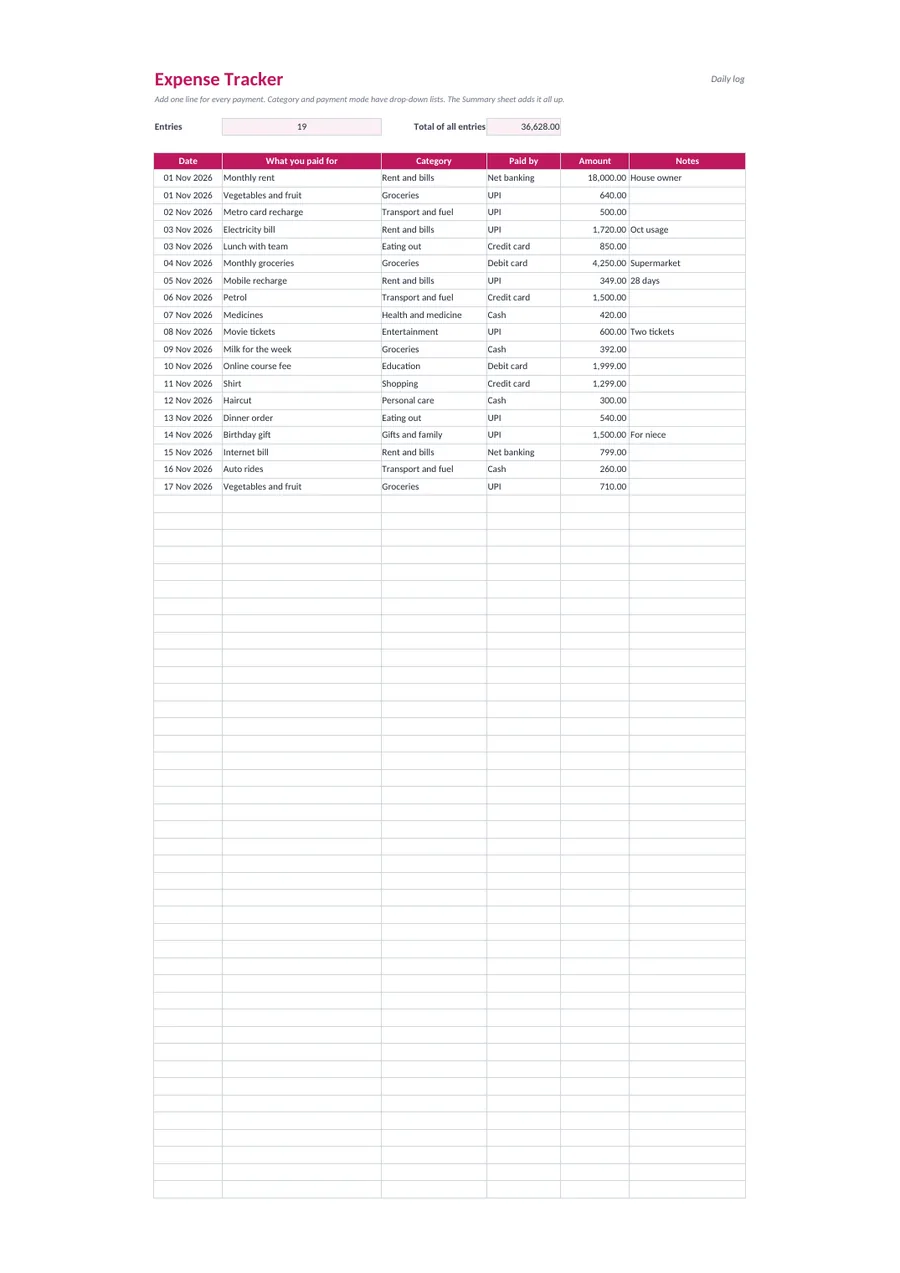 Expense Tracker Daily log
Add one line for every payment. Category and payment mode have drop-down lists. The Summary sheet adds it all up.
Entries 19 Total of all entries 36,628.00
Date What you paid for Category Paid by Amount Notes
01 Nov 2026 Monthly rent Rent and bills Net banking 18,000.00 House owner
01 Nov 2026 Vegetables and fruit Groceries UPI 640.00
02 Nov 2026 Metro card recharge Transport and fuel UPI 500.00
03 Nov 2026 Electricity bill Rent and bills UPI 1,720.00 Oct usage
03 Nov 2026 Lunch with team Eating out Credit card 850.00
04 Nov 2026 Monthly groceries Groceries Debit card 4,250.00 Supermarket
05 Nov 2026 Mobile recharge Rent and bills UPI 349.00 28 days
06 Nov 2026 Petrol Transport and fuel Credit card 1,500.00
07 Nov 2026 Medicines Health and medicine Cash 420.00
08 Nov 2026 Movie tickets Entertainment UPI 600.00 Two tickets
09 Nov 2026 Milk for the week Groceries Cash 392.00
10 Nov 2026 Online course fee Education Debit card 1,999.00
11 Nov 2026 Shirt Shopping Credit card 1,299.00
12 Nov 2026 Haircut Personal care Cash 300.00
13 Nov 2026 Dinner order Eating out UPI 540.00
14 Nov 2026 Birthday gift Gifts and family UPI 1,500.00 For niece
15 Nov 2026 Internet bill Rent and bills Net banking 799.00
16 Nov 2026 Auto rides Transport and fuel Cash 260.00
17 Nov 2026 Vegetables and fruit Groceries UPI 710.00